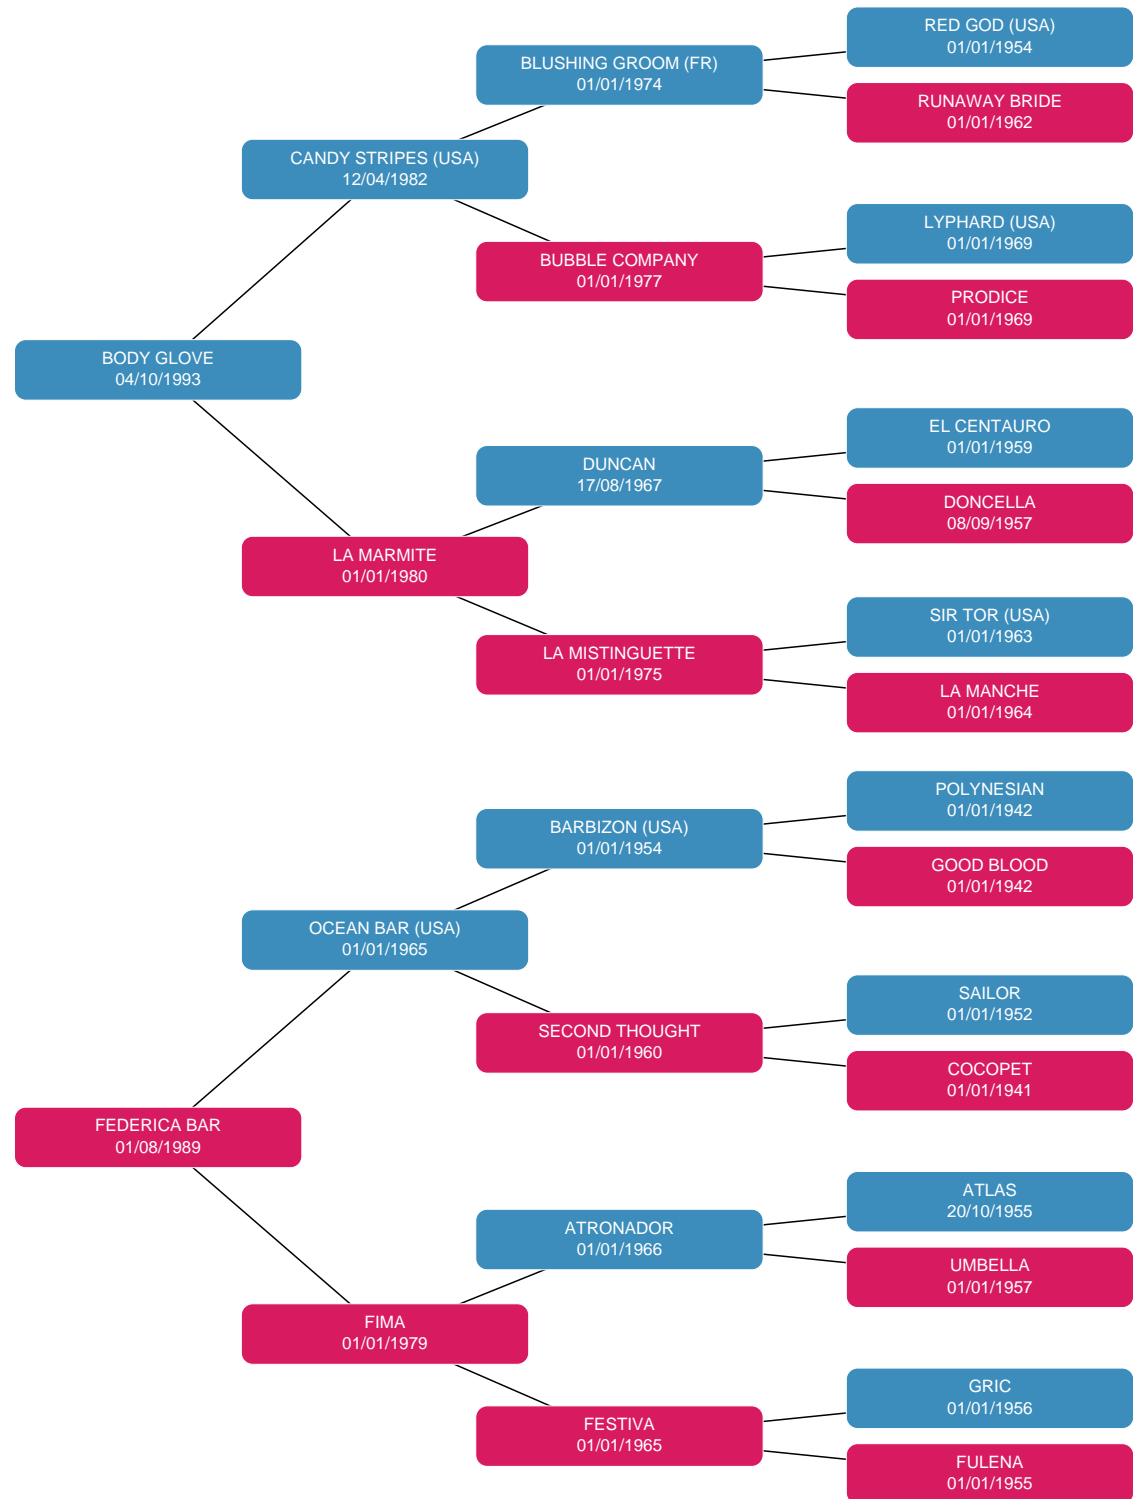 RED GOD (USA)
01/01/1954
BLUSHING GROOM (FR)
01/01/1974
RUNAWAY BRIDE
01/01/1962
CANDY STRIPES (USA)
12/04/1982
LYPHARD (USA)
01/01/1969
BUBBLE COMPANY
01/01/1977
PRODICE
01/01/1969
BODY GLOVE
04/10/1993
EL CENTAURO
01/01/1959
DUNCAN
17/08/1967
DONCELLA
08/09/1957
LA MARMITE
01/01/1980
SIR TOR (USA)
01/01/1963
LA MISTINGUETTE
01/01/1975
LA MANCHE
01/01/1964
POLYNESIAN
01/01/1942
BARBIZON (USA)
01/01/1954
GOOD BLOOD
01/01/1942
OCEAN BAR (USA)
01/01/1965
SAILOR
01/01/1952
SECOND THOUGHT
01/01/1960
COCOPET
01/01/1941
FEDERICA BAR
01/08/1989
ATLAS
20/10/1955
ATRONADOR
01/01/1966
UMBELLA
01/01/1957
FIMA
01/01/1979
GRIC
01/01/1956
FESTIVA
01/01/1965
FULENA
01/01/1955